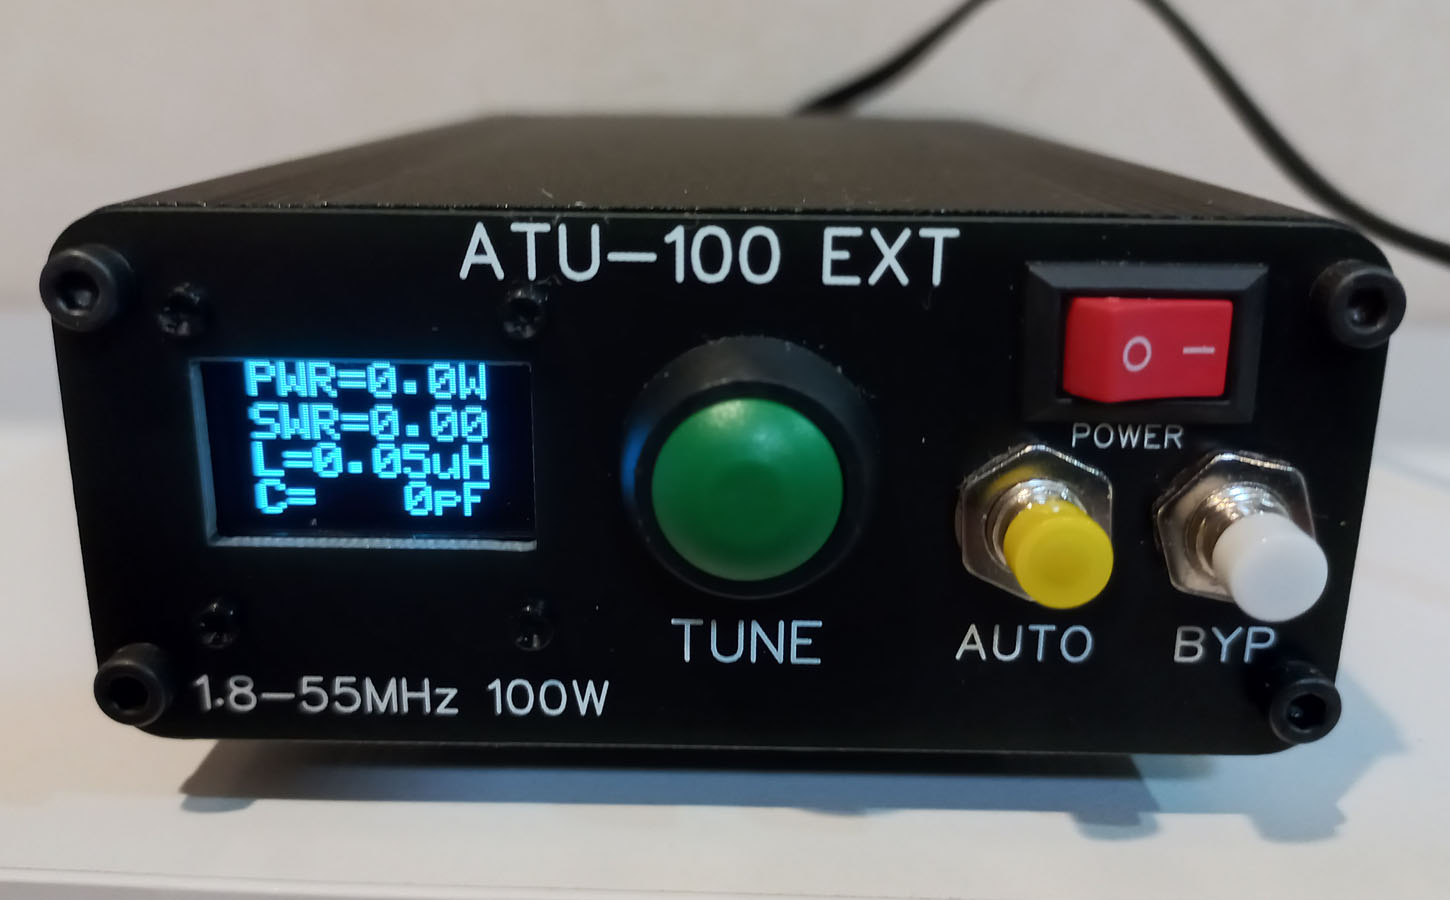 ATU-100 EXT
PWR=0.0W
SWR=0.00
L=0.05uH
C=   0pF
O –
POWER
TUNE
AUTO
BYP
1.8-55MHz 100W